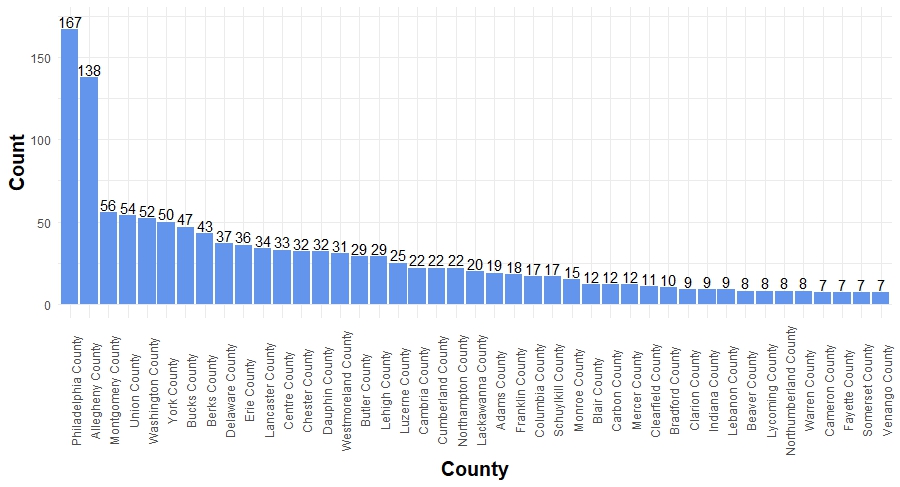 167
138
56 54 52 50 47 43 37 36 34 33 32 32 31 29 29 25 22 22 22 20 19 18 17 17 15 12 12 12 11 10 9 9 9 8 8 8 8 7 7 7 7
150
100
50
0
Count
Philadelphia County
Allegheny County
Montgomery County
Union County
Washington County
York County
Bucks County
Berks County
Delaware County
Erie County
Lancaster County
Centre County
Chester County
Dauphin County
Westmoreland County
Butler County
Lehigh County
Luzerne County
Cambria County
Cumberland County
Northampton County
Lackawanna County
Adams County
Franklin County
Columbia County
Schuylkill County
Monroe County
Blair County
Carbon County
Mercer County
Clearfield County
Bradford County
Clarion County
Indiana County
Lebanon County
Beaver County
Lycoming County
Northumberland County
Warren County
Cameron County
Fayette County
Somerset County
Venango County
County